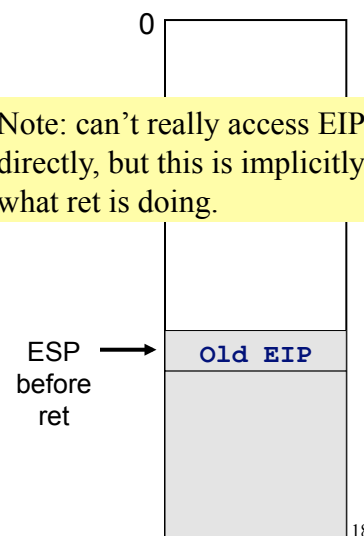 0
Note: can't really access EIP
directly, but this is implicitly
what ret is doing.
ESP
before
ret
Old EIP
18